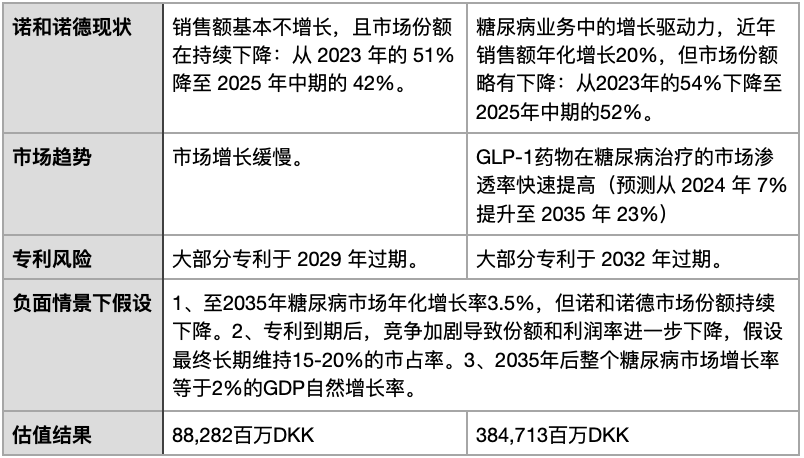 诺和诺德现状
销售额基本不增长，且市场份额
在持续下降：从 2023 年的 51%
降至 2025 年中期的 42%。
糖尿病业务中的增长驱动力，近年
销售额年化增长20%，但市场份额
略有下降：从2023年的54%下降至
2025年中期的52%。
市场趋势
市场增长缓慢。
GLP-1药物在糖尿病治疗的市场渗
透率快速提高（预测从 2024 年 7%
提升至 2035 年 23%）
专利风险
大部分专利于 2029 年过期。
大部分专利于 2032 年过期。
负面情景下假设
1、至2035年糖尿病市场年化增长率3.5%，但诺和诺德市场份额持续
下降。2、专利到期后，竞争加剧导致份额和利润率进一步下降，假设
最终长期维持15-20%的市占率。3、2035年后整个糖尿病市场增长率
等于2%的GDP自然增长率。
估值结果
88,282百万DKK
384,713百万DKK